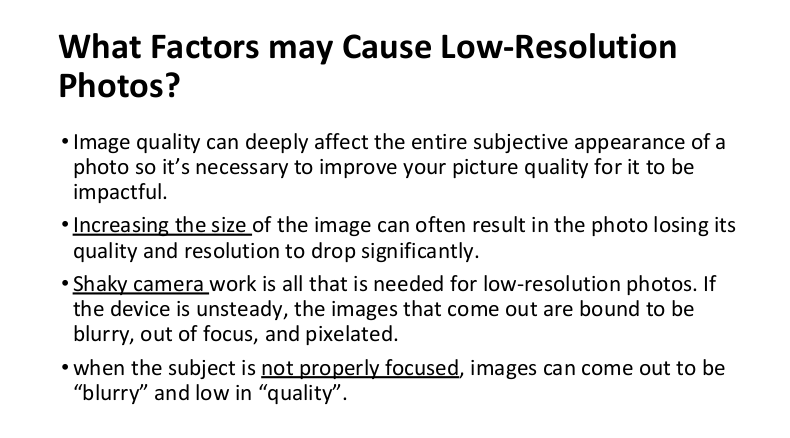 What Factors may Cause Low-Resolution
Photos?
• Image quality can deeply affect the entire subjective appearance of a
photo so it’s necessary to improve your picture quality for it to be
impactful.
• Increasing the size of the image can often result in the photo losing its
quality and resolution to drop significantly.
• Shaky camera work is all that is needed for low-resolution photos. If
the device is unsteady, the images that come out are bound to be
blurry, out of focus, and pixelated.
• when the subject is not properly focused, images can come out to be
“blurry” and low in “quality”.